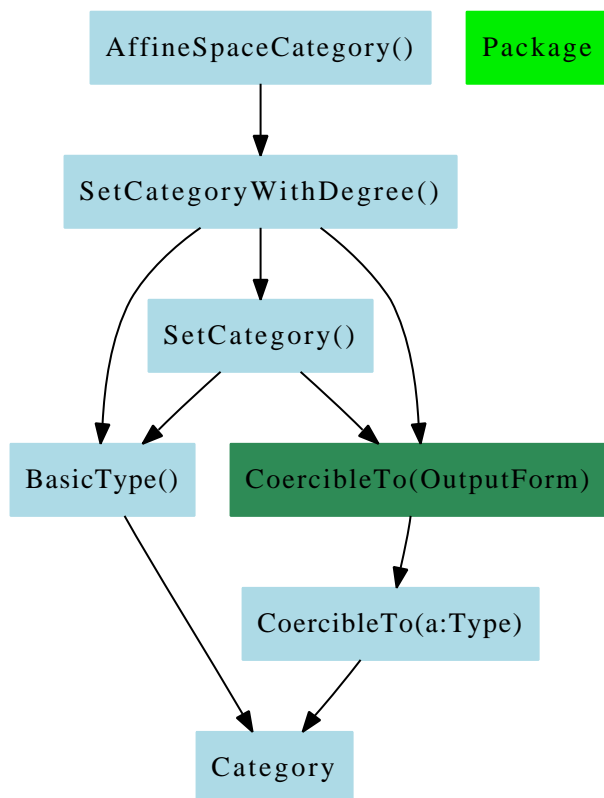 AffineSpaceCategory()
Package
SetCategoryWithDegree()
SetCategory()
BasicType()
CoercibleTo(OutputForm)
CoercibleTo(a:Type)
Category